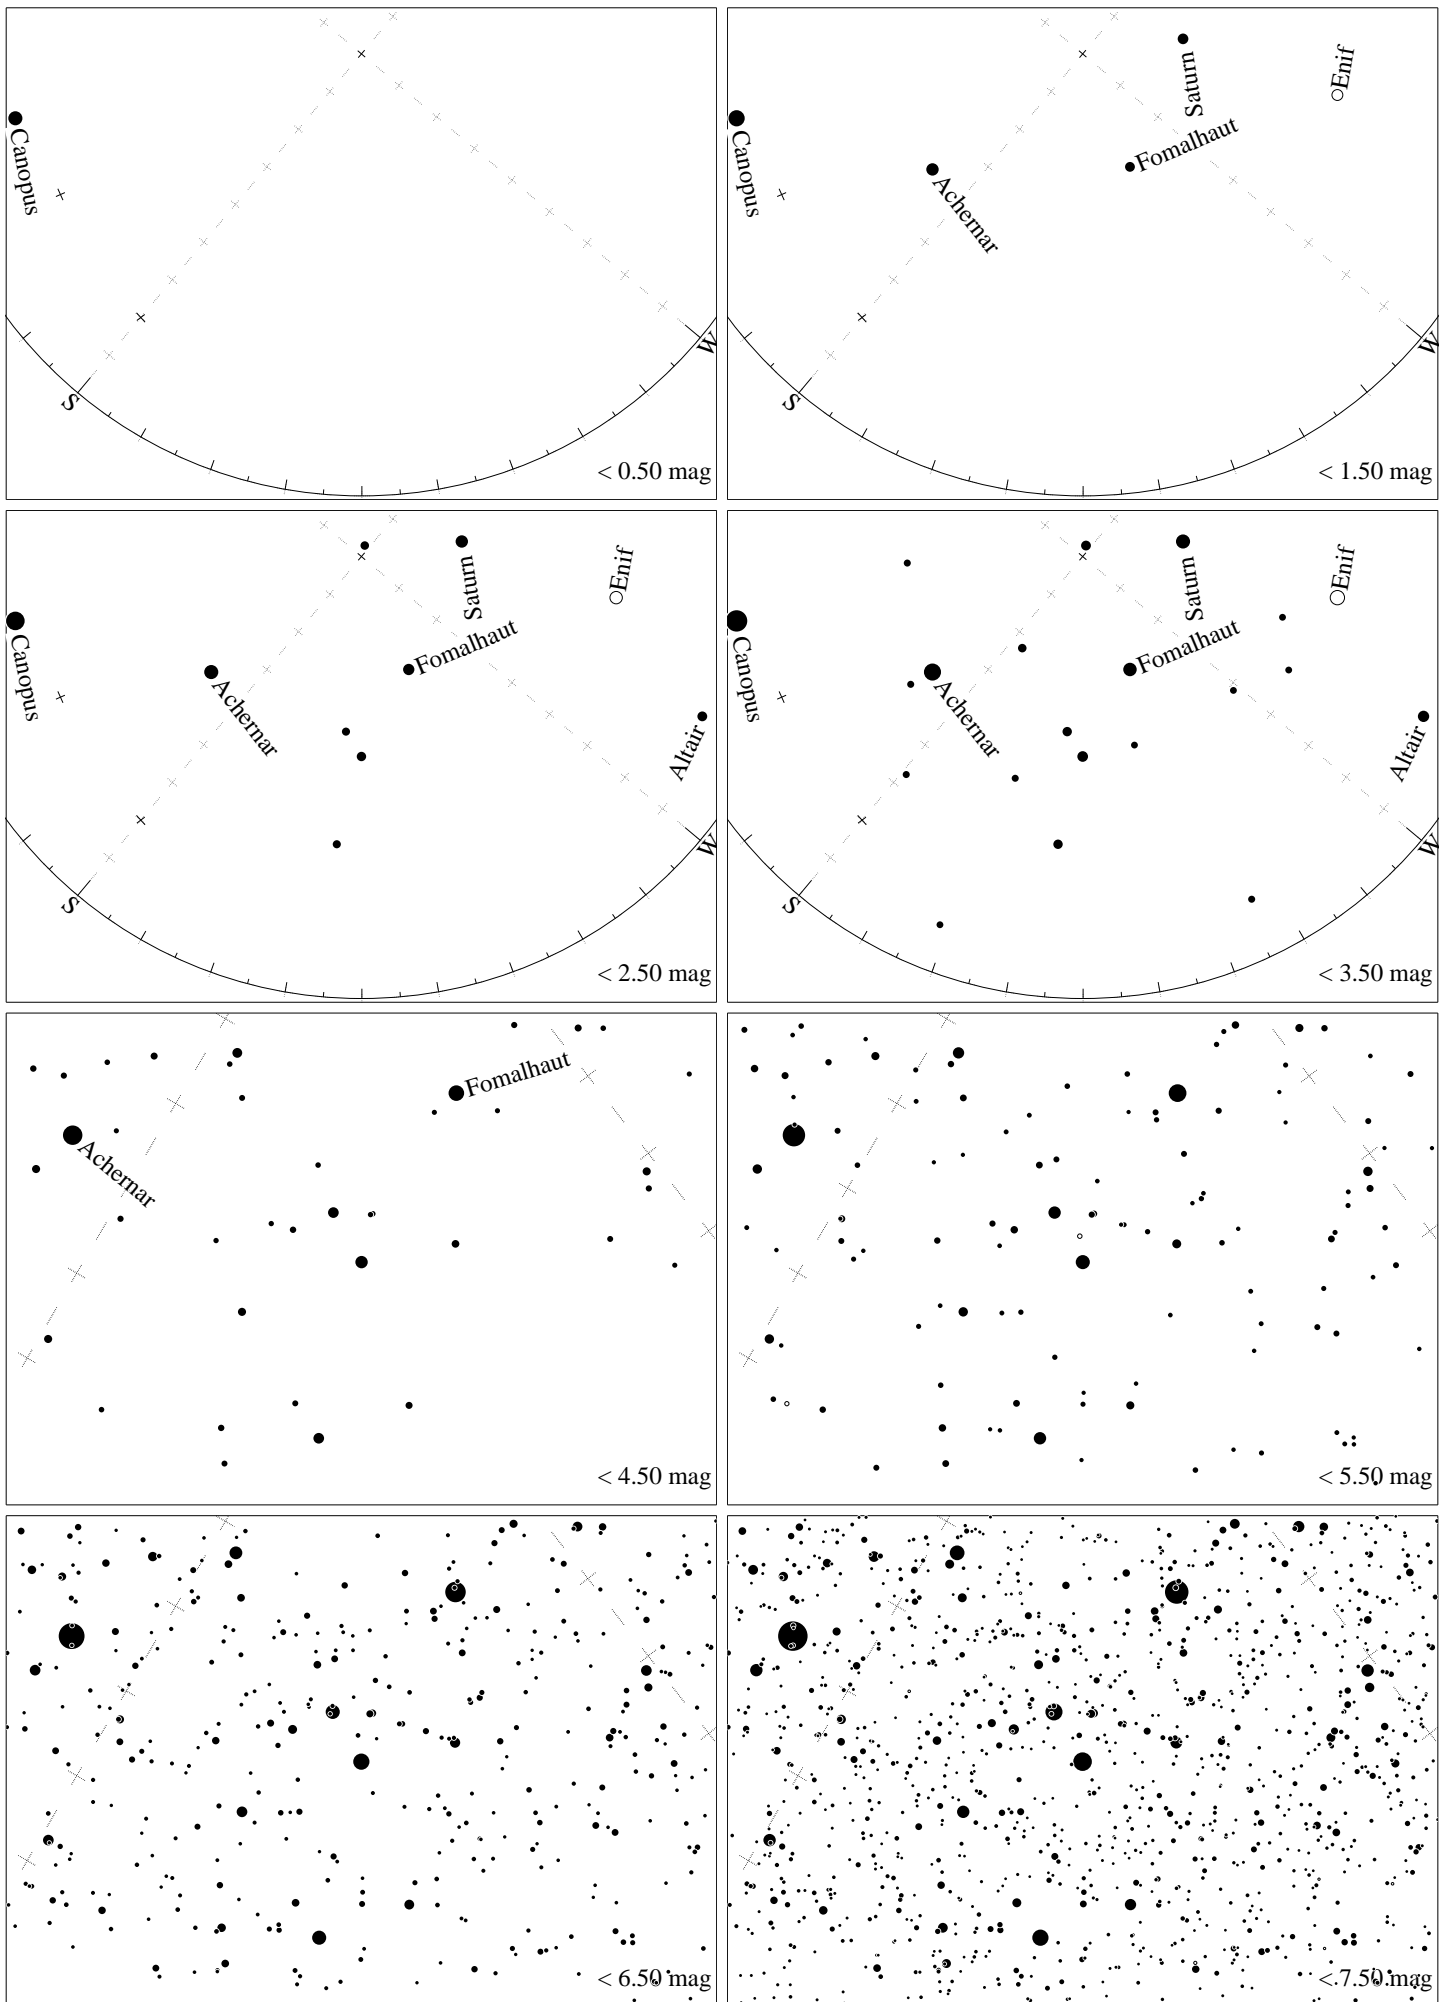 Canopus
S
W
< 0.50 mag
Canopus
Achernar
Saturn
Fomalhaut
Enif
S
W
< 1.50 mag
Canopus
Achernar
Saturn
Fomalhaut
Enif
Altair
S
W
< 2.50 mag
Canopus
Achernar
Saturn
Fomalhaut
Enif
Altair
S
W
< 3.50 mag
Fomalhaut
Achernar
< 4.50 mag
< 5.50 mag
< 6.50 mag
< 7.50 mag